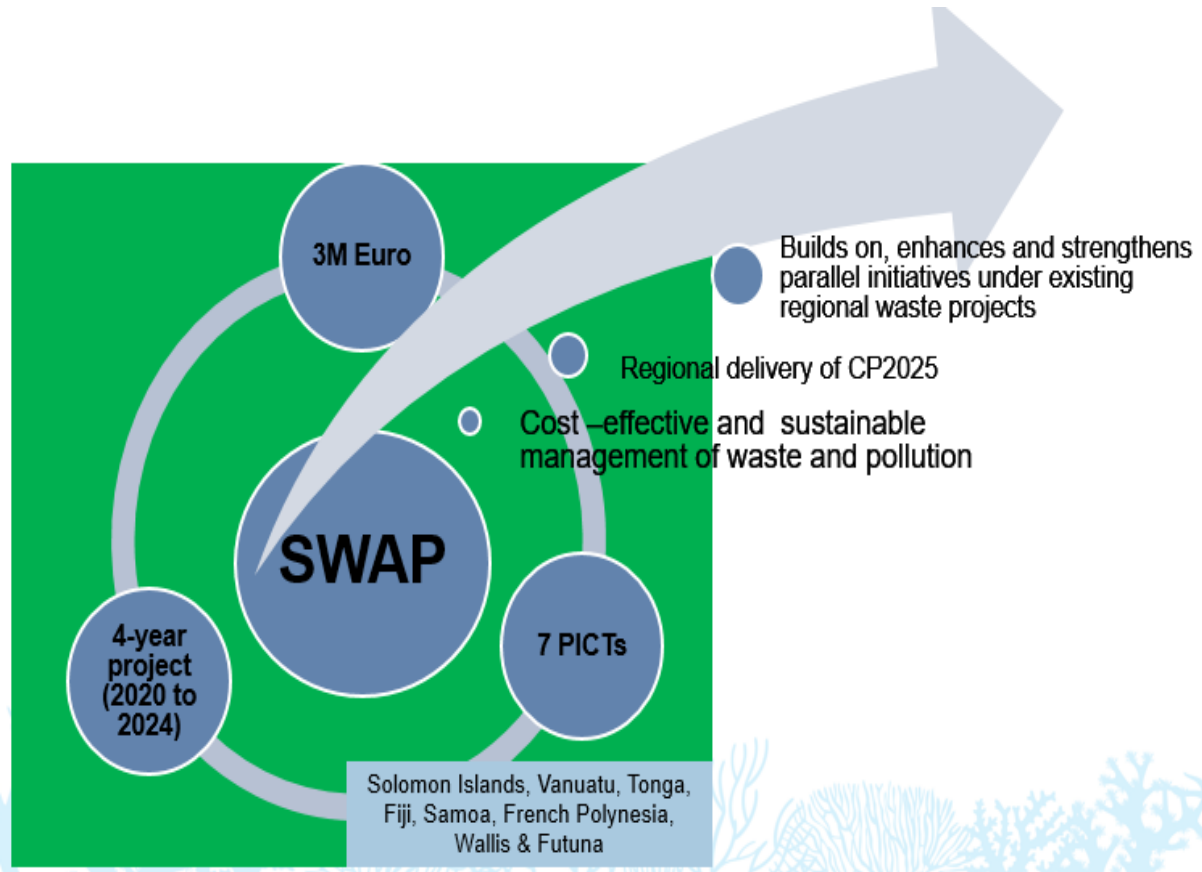 3M Euro
Builds on, enhances and strengthens
parallel initiatives under existing
regional waste projects
Regional delivery of CP2025
Cost –effective and sustainable
management of waste and pollution
SWAP
4-year
project
(2020 to
2024)
7 PICTs
Solomon Islands, Vanuatu, Tonga,
Fiji, Samoa, French Polynesia,
Wallis & Futuna